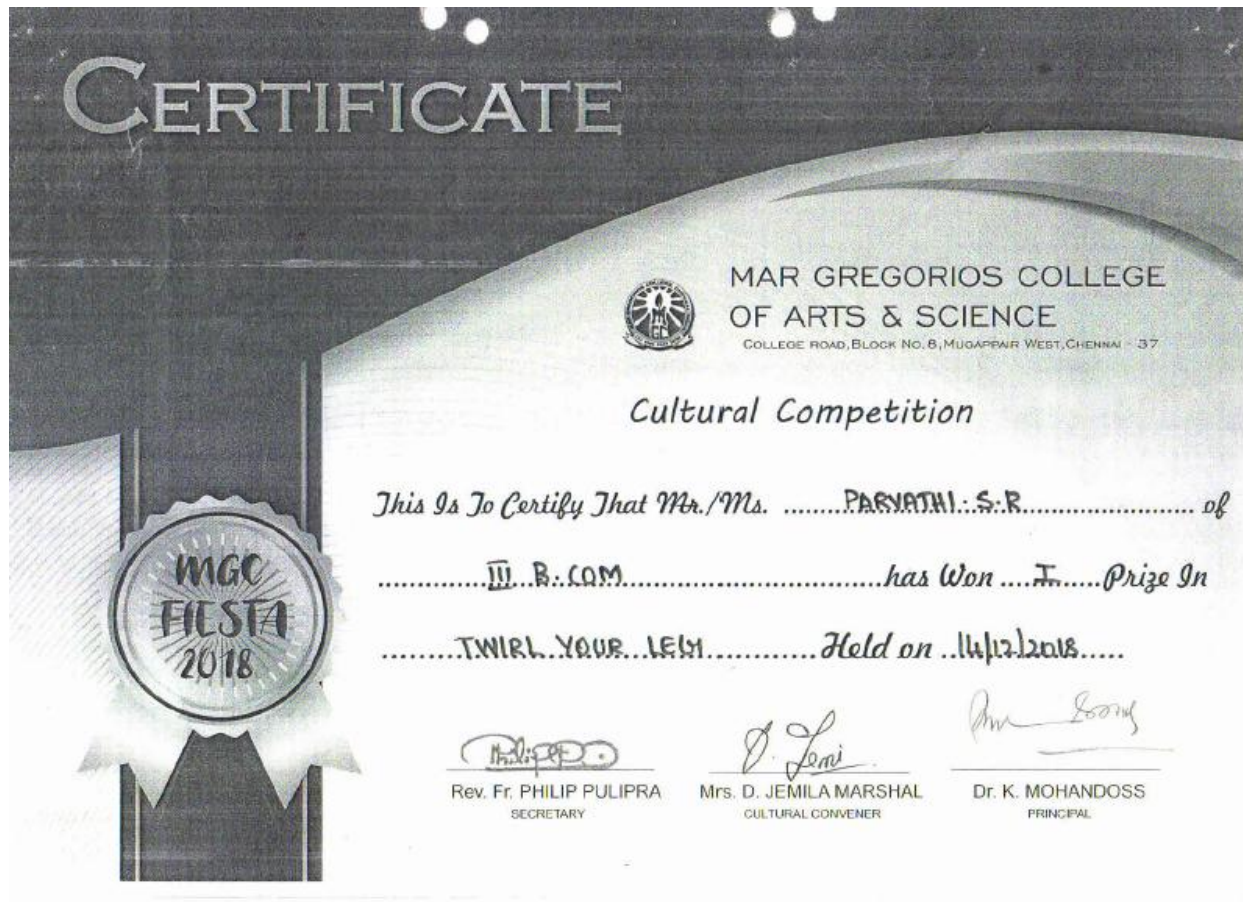 CERTIFICATE
MAR GREGORIOS COLLEGE
OF ARTS & SCIENCE
COLLEGE ROAD, BLOCK NO. 8, MUGAPPAIR WEST, CHENNAI - 37
Cultural Competition
This Is To Certify That Mr./Ms. PARVATHI.S.R of
III B.COM has Won I Prize In
TWIRL YOUR Held on 14/12/2018
MGC
FIESTA
2018
Rev. Fr. PHILIP PULIPRA
SECRETARY
Mrs. D. JEMILA MARSHAL
CULTURAL CONVENER
Dr. K. MOHANDOSS
PRINCIPAL